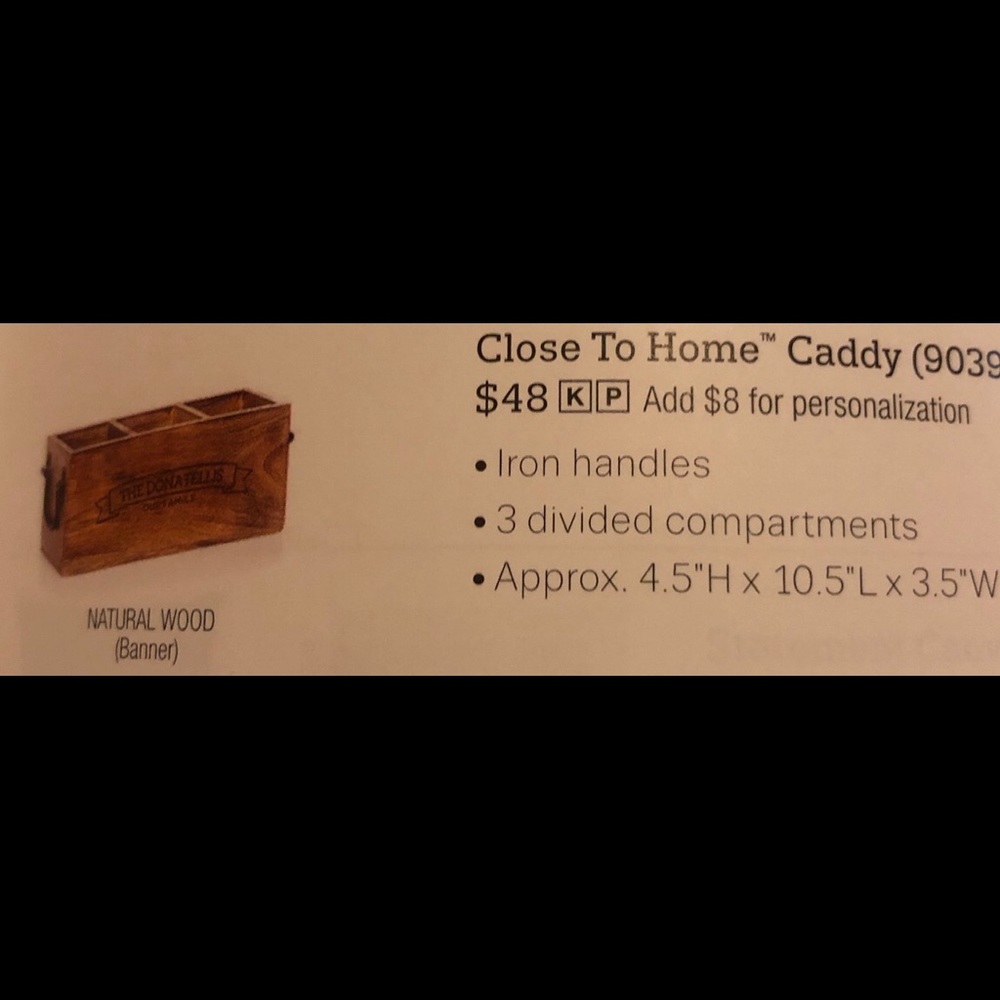 Close To Home™ Caddy (9039
$48 K P Add $8 for personalization
• Iron handles
• 3 divided compartments
• Approx. 4.5"H x 10.5"L x 3.5"W
THE DONATELLIS
NATURAL WOOD
(Banner)